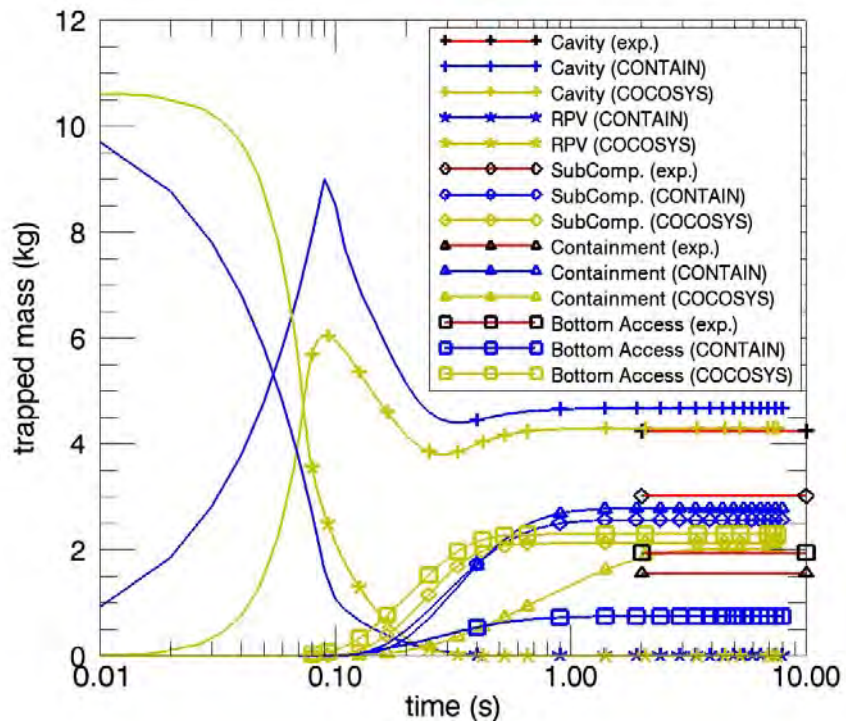 12
10
8
6
4
2
0
trapped mass (kg)
Cavity (exp.)
Cavity (CONTAIN)
Cavity (COCOSYS)
RPV (CONTAIN)
RPV (COCOSYS)
SubComp. (exp.)
SubComp. (CONTAIN)
SubComp. (COCOSYS)
Containment (exp.)
Containment (CONTAIN)
Containment (COCOSYS)
Bottom Access (exp.)
Bottom Access (CONTAIN)
Bottom Access (COCOSYS)
0.01 0.10 1.00 10.00
time (s)